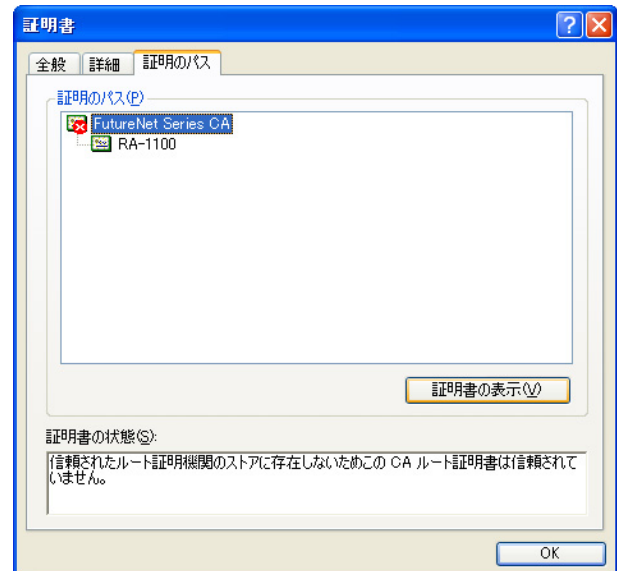 証明書
全般 詳細 証明のパス
証明のパス(P)
FutureNet Series CA
RA-1100
証明書の表示(V)
証明書の状態(S):
信頼されたルート証明機関のストアに存在しないためこの CA ルート証明書は信頼されて
いません。
OK